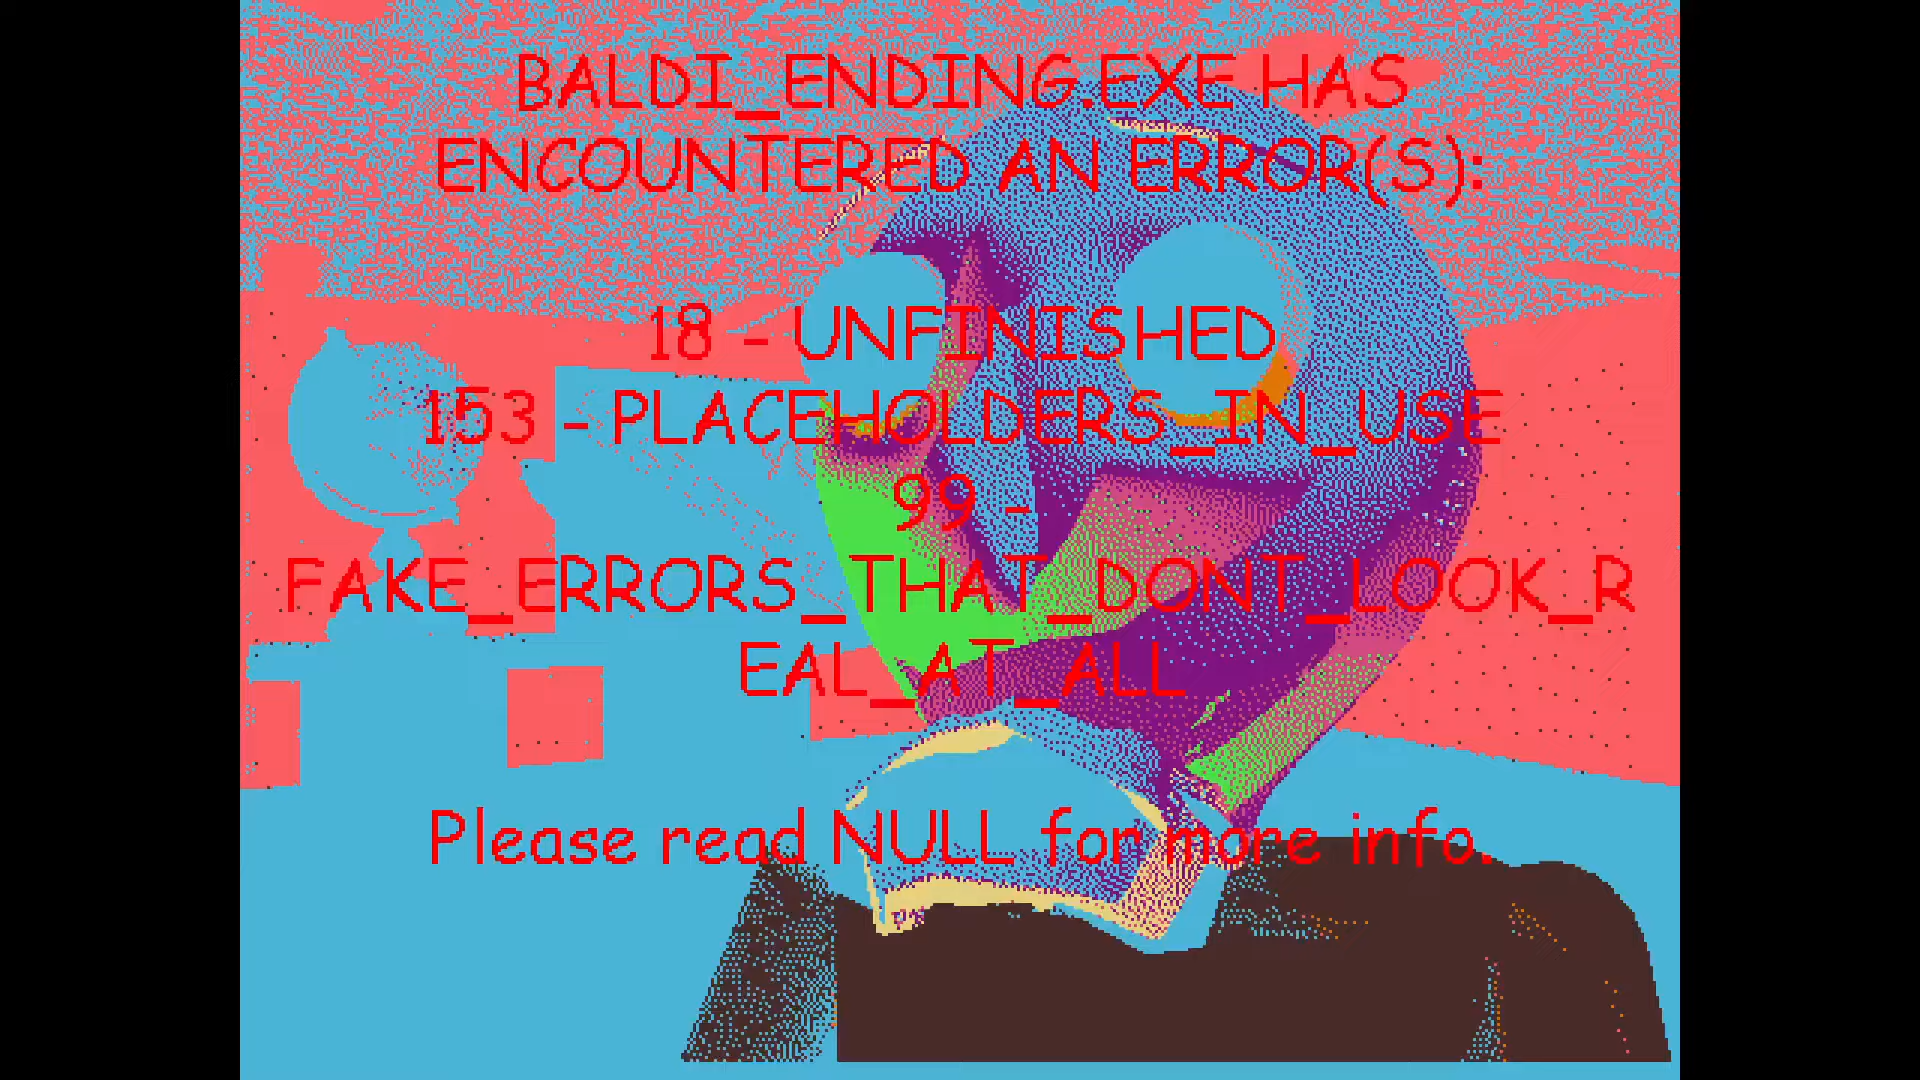 BALDI_ENDING.EXE HAS
ENCOUNTERED AN ERROR(S):
18 - UNFINISHED
153 - PLACEHOLDERS_IN_USE
99 -
FAKE_ERRORS_THAT_DONT_LOOK_R
EAL_AT_ALL
Please read NULL for more info.